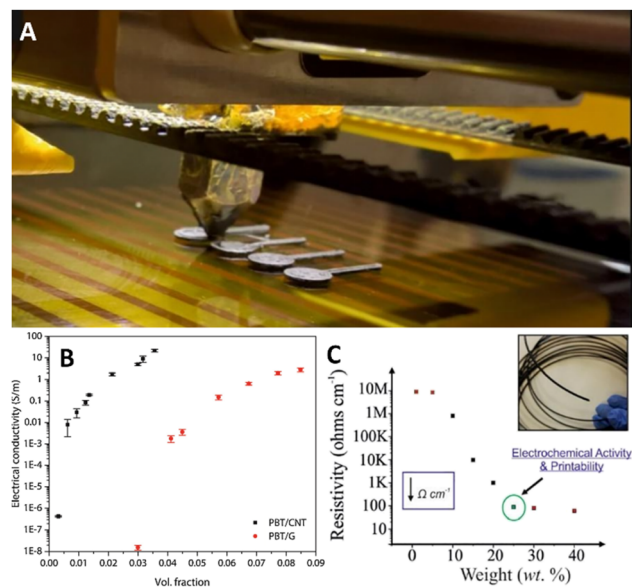 A
B
Electrical conductivity (S/m)
100
10
1
0.1
0.01
1E-3
1E-4
1E-5
1E-6
1E-7
1E-8
0.00 0.01 0.02 0.03 0.04 0.05 0.06 0.07 0.08 0.09
Vol. fraction
PBT/CNT
PBT/G
C
Resistivity (ohms cm⁻¹)
10M
1M
100K
10K
1K
100
10
0 10 20 30 40
Weight (wt. %)
Electrochemical Activity
& Printability
Ω cm⁻¹